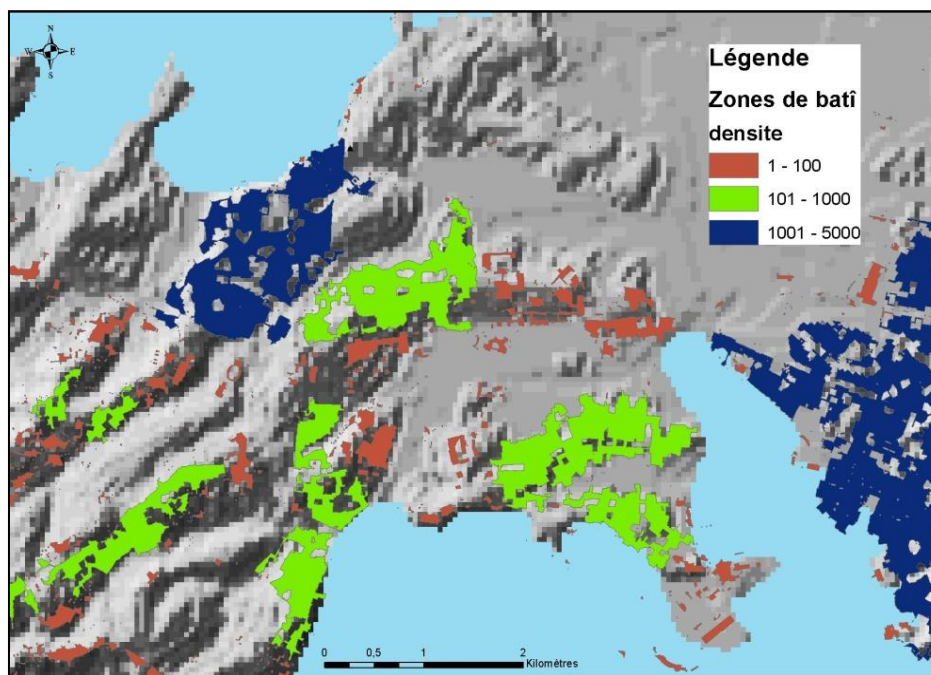 N
W E
S
Légende
Zones de batî
densite
1 - 100
101 - 1000
1001 - 5000
0 0,5 1 2
Kilomètres